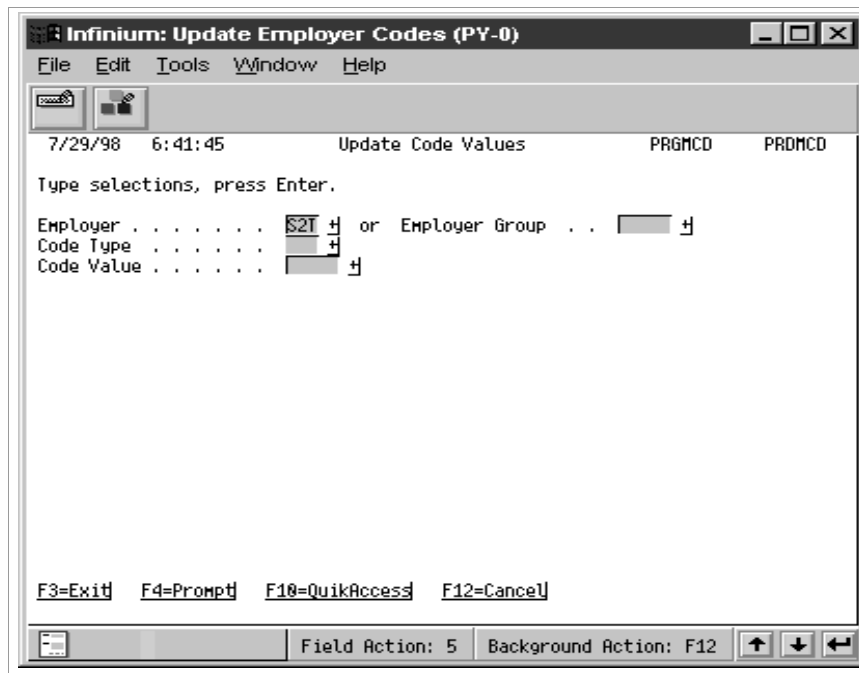 Infinium: Update Employer Codes (PY-0)
File Edit Tools Window Help
7/29/98 6:41:45 Update Code Values PRGMCD PRDMCD
Type selections, press Enter.
Employer . . . . . . . S2T + or Employer Group . . +
Code Type . . . . . . +
Code Value . . . . . . +
F3=Exit F4=Prompt F10=QuikAccess F12=Cancel
Field Action: 5 Background Action: F12